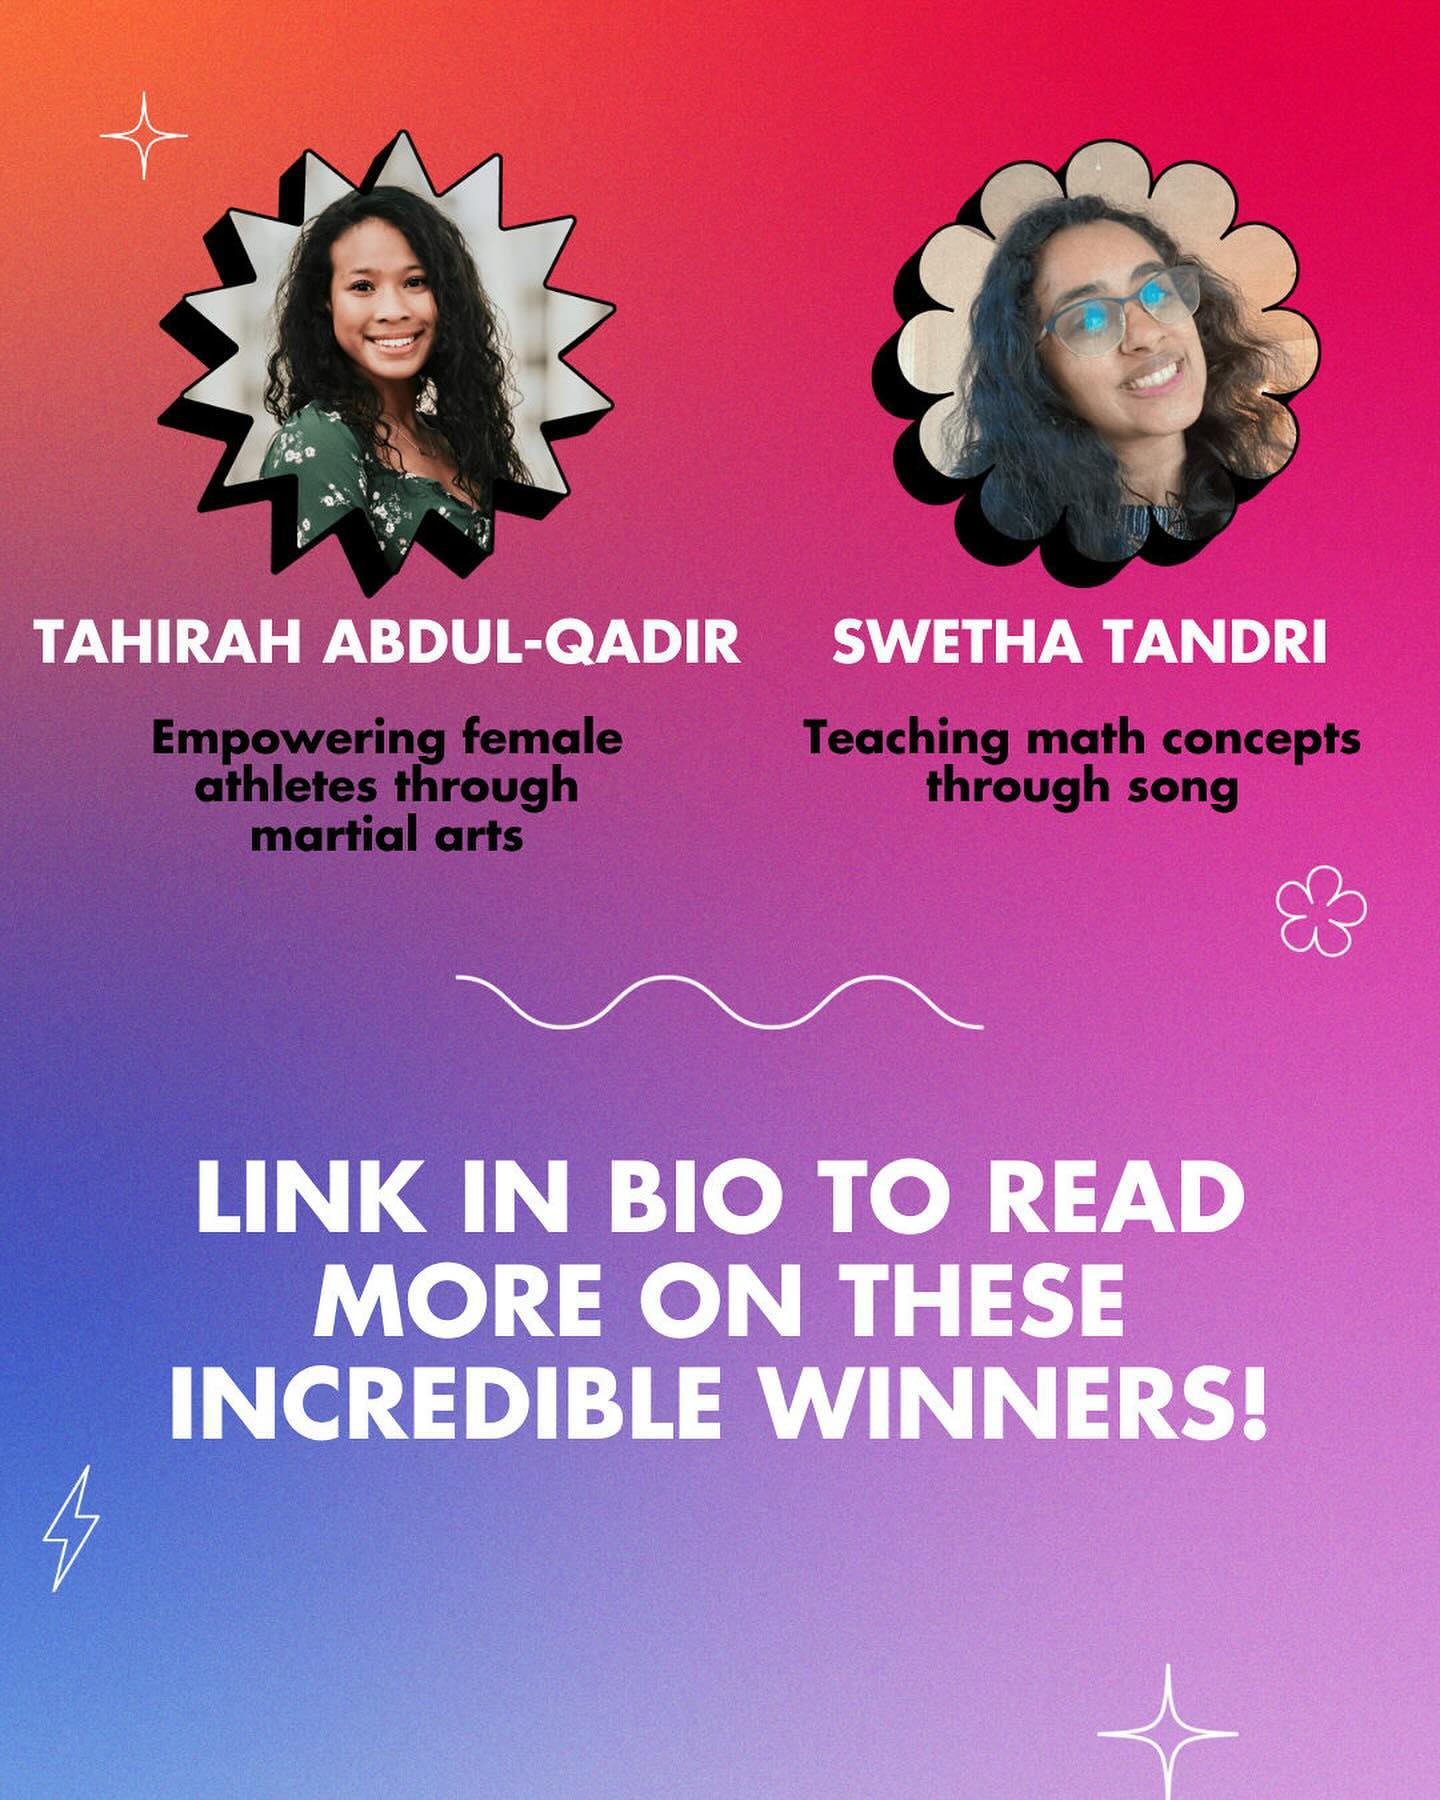 TAHIRAH ABDUL-QADIR
Empowering female
athletes through
martial arts
SWETHA TANDRI
Teaching math concepts
through song
LINK IN BIO TO READ
MORE ON THESE
INCREDIBLE WINNERS!